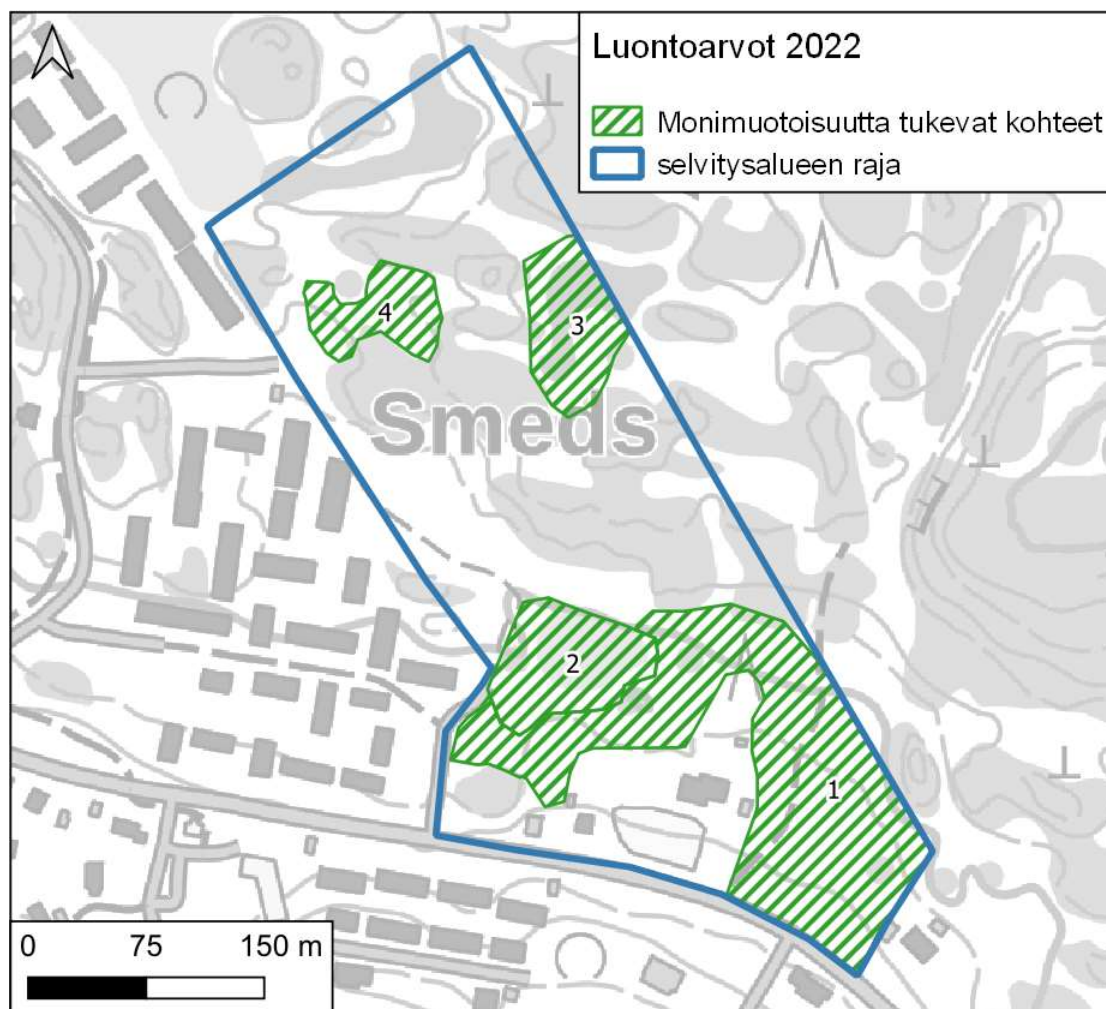 Luontoarvot 2022
Monimuotoisuutta tukevat kohteet
selvitysalueen raja
4
3
Smeds
2
1
0 75 150 m